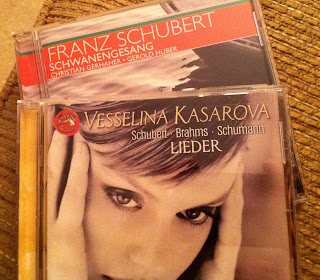 FRANZ SCHUBERT
SCHWANENGESANG
CHRISTIAN GERHAHER • GEROLD HUBER
VESSELINA KASAROVA
Schubert • Brahms • Schumann
LIEDER